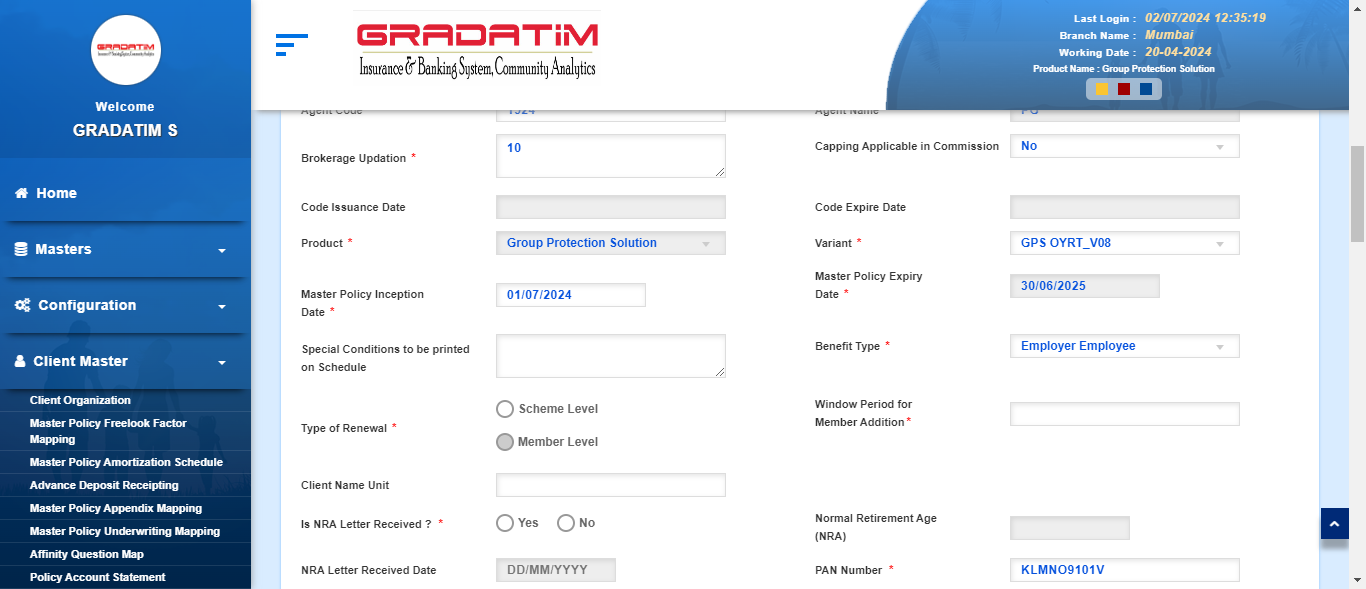 GRADATIM
Insurance & Banking System, Community Analytics
Welcome
GRADATIM S
Home
Masters
Configuration
Client Master
Client Organization
Master Policy Freelook Factor
Mapping
Master Policy Amortization Schedule
Advance Deposit Receipting
Master Policy Appendix Mapping
Master Policy Underwriting Mapping
Affinity Question Map
Policy Account Statement
GRADATIM
Insurance & Banking System, Community Analytics
Last Login : 02/07/2024 12:35:19
Branch Name : Mumbai
Working Date : 20-04-2024
Product Name : Group Protection Solution
Agent Code 1524 Agent Name PG
Brokerage Updation * 10 Capping Applicable in Commission No
Code Issuance Date Code Expire Date
Product * Group Protection Solution Variant * GPS OYRT_V08
Master Policy Inception
Date * 01/07/2024
Master Policy Expiry
Date * 30/06/2025
Special Conditions to be printed
on Schedule
Benefit Type * Employer Employee
Type of Renewal * Scheme Level
Member Level
Window Period for
Member Addition *
Client Name Unit
Is NRA Letter Received ? * Yes No
Normal Retirement Age
(NRA)
NRA Letter Received Date DD/MM/YYYY PAN Number * KLMNO9101V